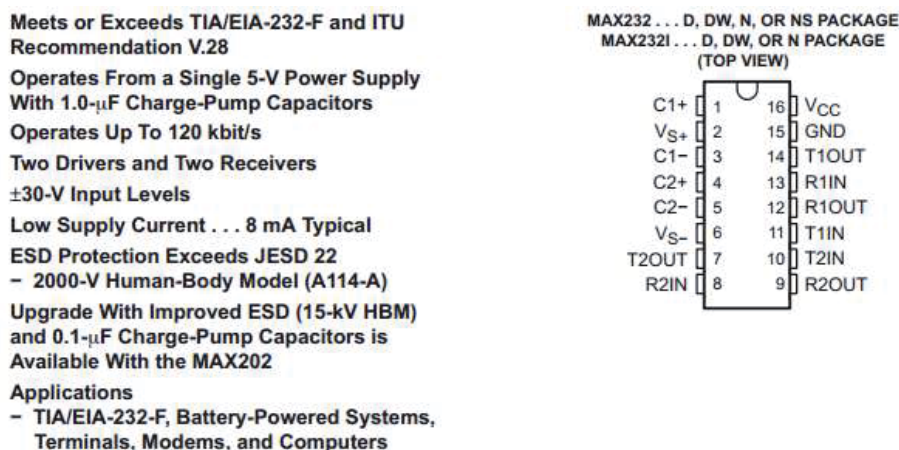 Meets or Exceeds TIA/EIA-232-F and ITU
Recommendation V.28
Operates From a Single 5-V Power Supply
With 1.0-μF Charge-Pump Capacitors
Operates Up To 120 kbit/s
Two Drivers and Two Receivers
±30-V Input Levels
Low Supply Current . . . 8 mA Typical
ESD Protection Exceeds JESD 22
− 2000-V Human-Body Model (A114-A)
Upgrade With Improved ESD (15-kV HBM)
and 0.1-μF Charge-Pump Capacitors is
Available With the MAX202
Applications
− TIA/EIA-232-F, Battery-Powered Systems,
Terminals, Modems, and Computers
MAX232 . . . D, DW, N, OR NS PACKAGE
MAX232I . . . D, DW, OR N PACKAGE
(TOP VIEW)
C1+ 1 16 VCC
VS+ 2 15 GND
C1− 3 14 T1OUT
C2+ 4 13 R1IN
C2− 5 12 R1OUT
VS− 6 11 T1IN
T2OUT 7 10 T2IN
R2IN 8 9 R2OUT